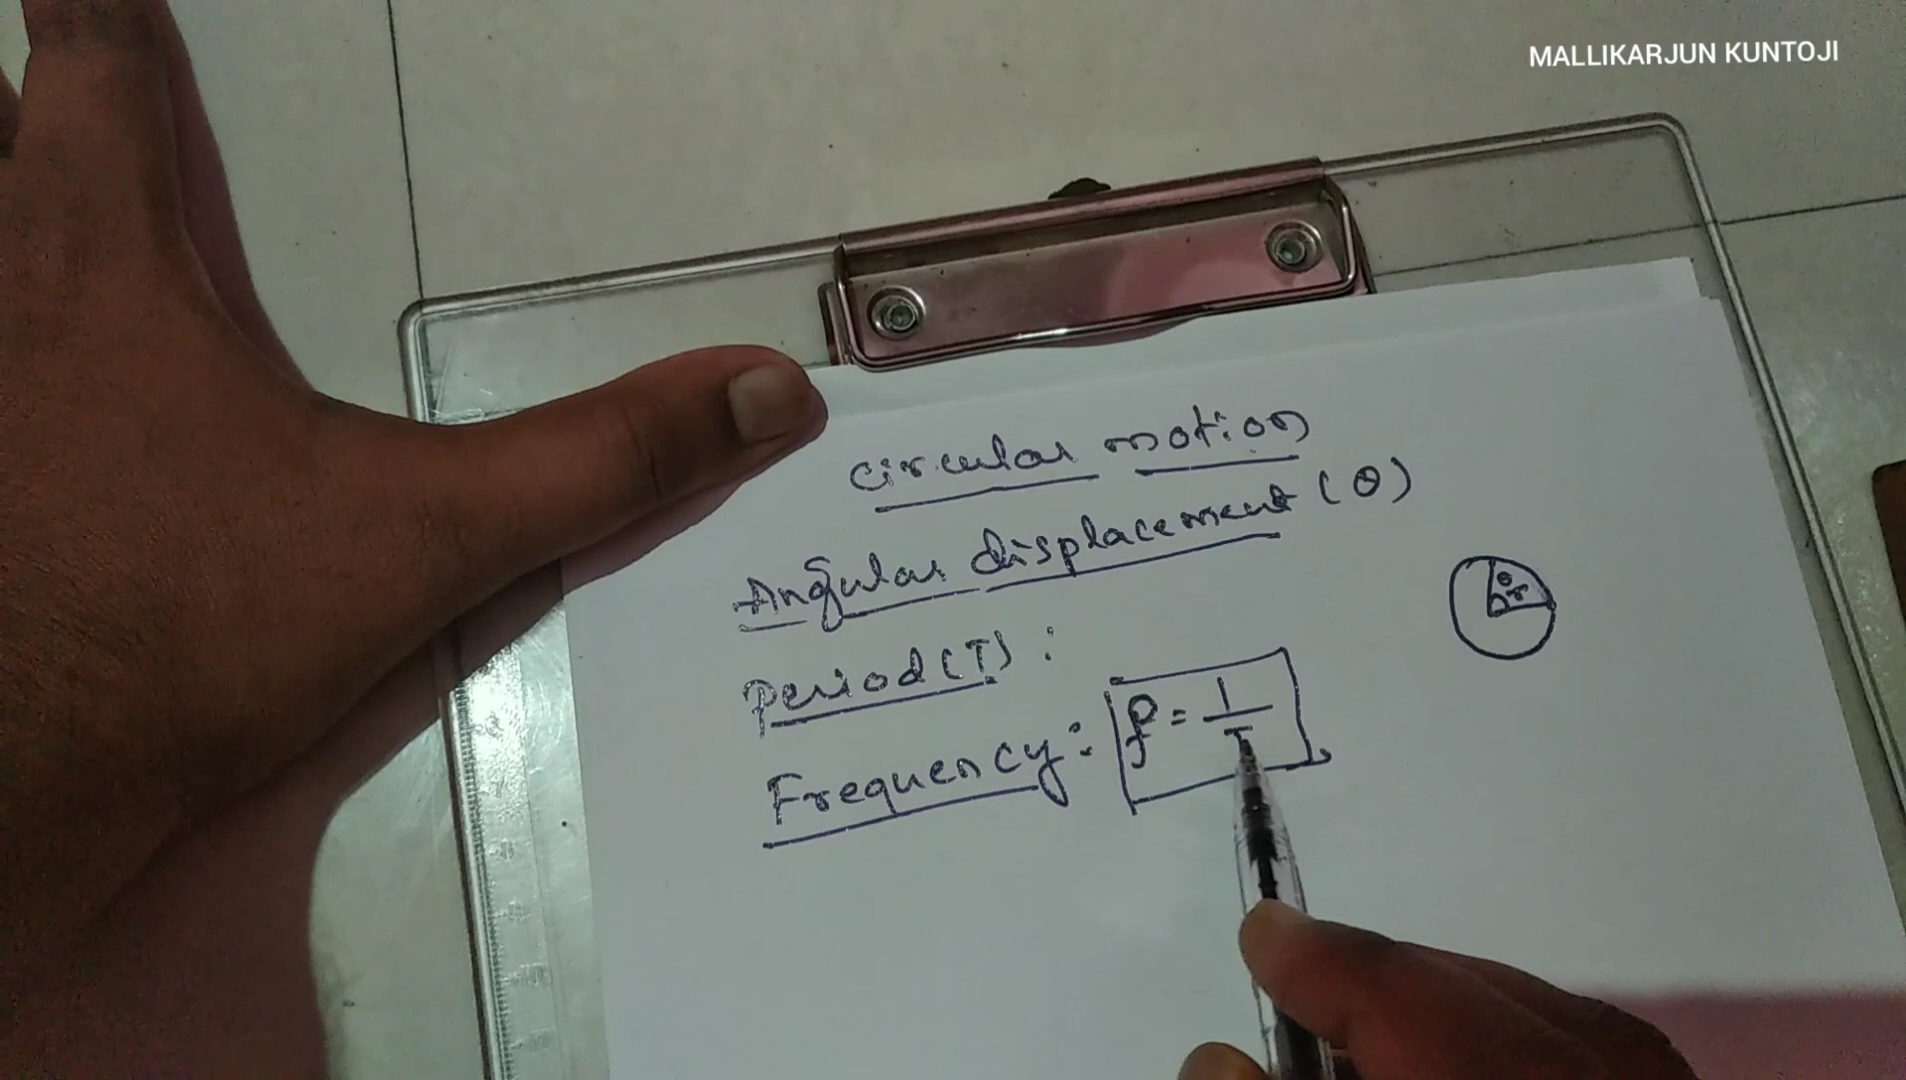 MALLIKARJUN KUNTOJI
circular motion
Angular displacement (θ)
θ
r
Period (T) :
Frequency : f = 1/T